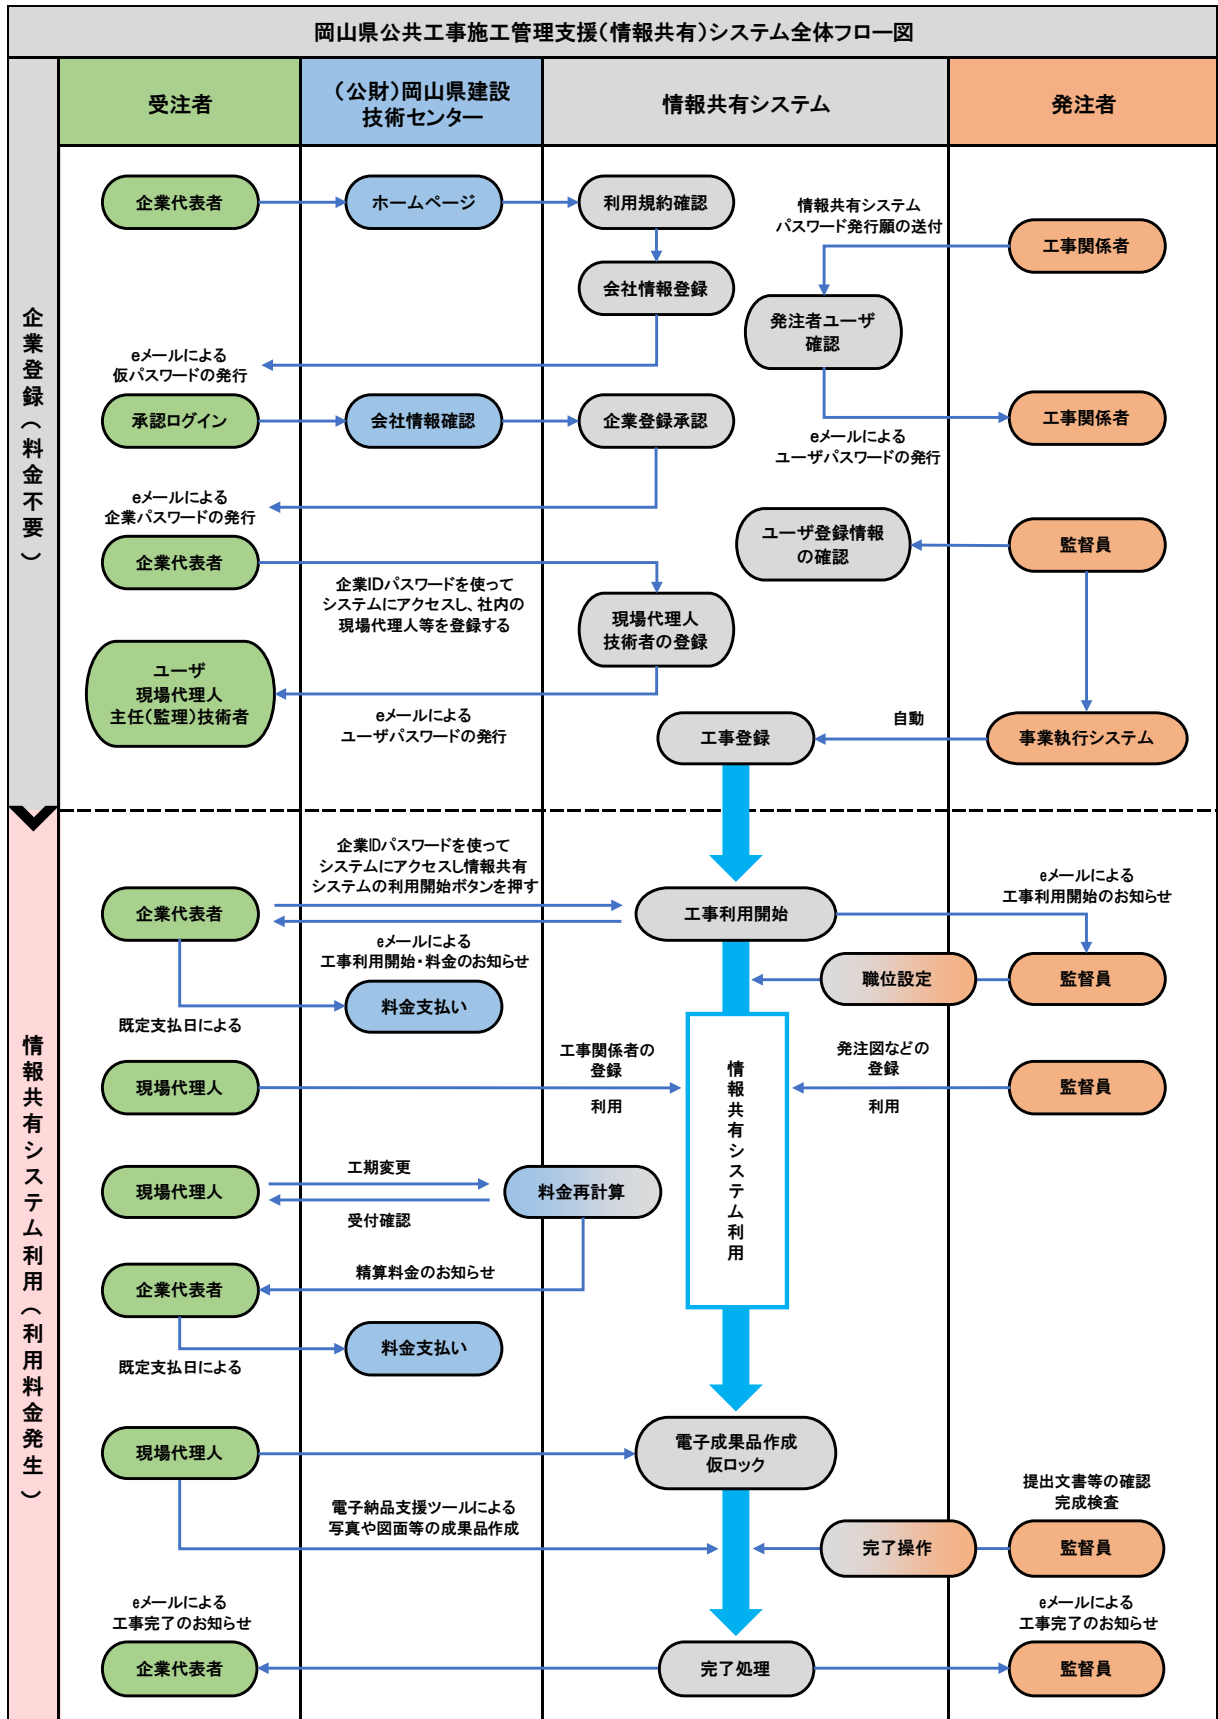 岡山県公共工事施工管理支援（情報共有）システム全体フロー図
受注者
（公財）岡山県建設
技術センター
情報共有システム
発注者
企業登録（料金不要）
企業代表者
ホームページ
利用規約確認
情報共有システム
パスワード発行願の送付
工事関係者
会社情報登録
発注者ユーザ
確認
eメールによる
仮パスワードの発行
承認ログイン
会社情報確認
企業登録承認
工事関係者
eメールによる
ユーザパスワードの発行
eメールによる
企業パスワードの発行
ユーザ登録情報
の確認
監督員
企業代表者
企業IDパスワードを使って
システムにアクセスし、社内の
現場代理人等を登録する
現場代理人
技術者の登録
ユーザ
現場代理人
主任（監理）技術者
eメールによる
ユーザパスワードの発行
工事登録
自動
事業執行システム
情報共有システム利用（利用料金発生）
企業IDパスワードを使って
システムにアクセスし情報共有
システムの利用開始ボタンを押す
企業代表者
工事利用開始
eメールによる
工事利用開始のお知らせ
eメールによる
工事利用開始・料金のお知らせ
職位設定
監督員
料金支払い
既定支払日による
現場代理人
工事関係者の
登録
利用
情報共有システム利用
発注図などの
登録
利用
監督員
現場代理人
工期変更
受付確認
料金再計算
企業代表者
精算料金のお知らせ
料金支払い
既定支払日による
現場代理人
電子成果品作成
仮ロック
電子納品支援ツールによる
写真や図面等の成果品作成
提出文書等の確認
完成検査
完了操作
監督員
eメールによる
工事完了のお知らせ
企業代表者
完了処理
eメールによる
工事完了のお知らせ
監督員